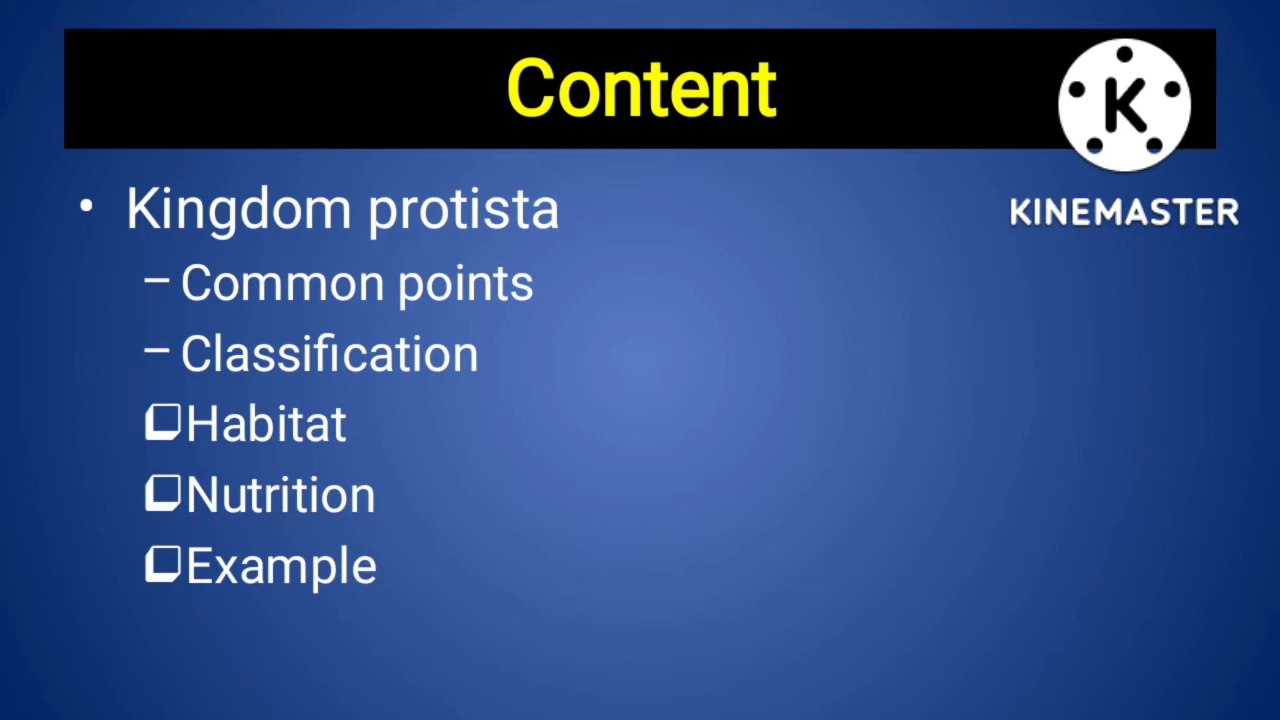 Content
K
KINEMASTER
• Kingdom protista
– Common points
– Classification
❑Habitat
❑Nutrition
❑Example